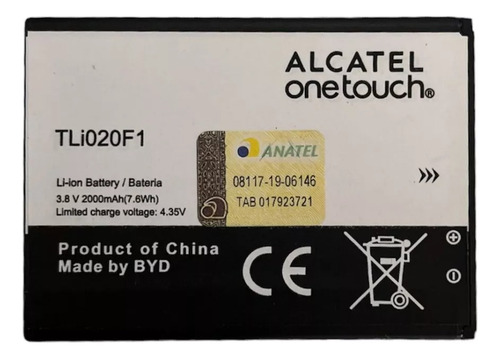 ALCATEL
onetouch®
TLi020F1
ANATEL
08117-19-06146
TAB 017923721
Li-ion Battery / Bateria
3.8 V 2000mAh(7.6Wh)
Limited charge voltage: 4.35V
Product of China
Made by BYD
CE